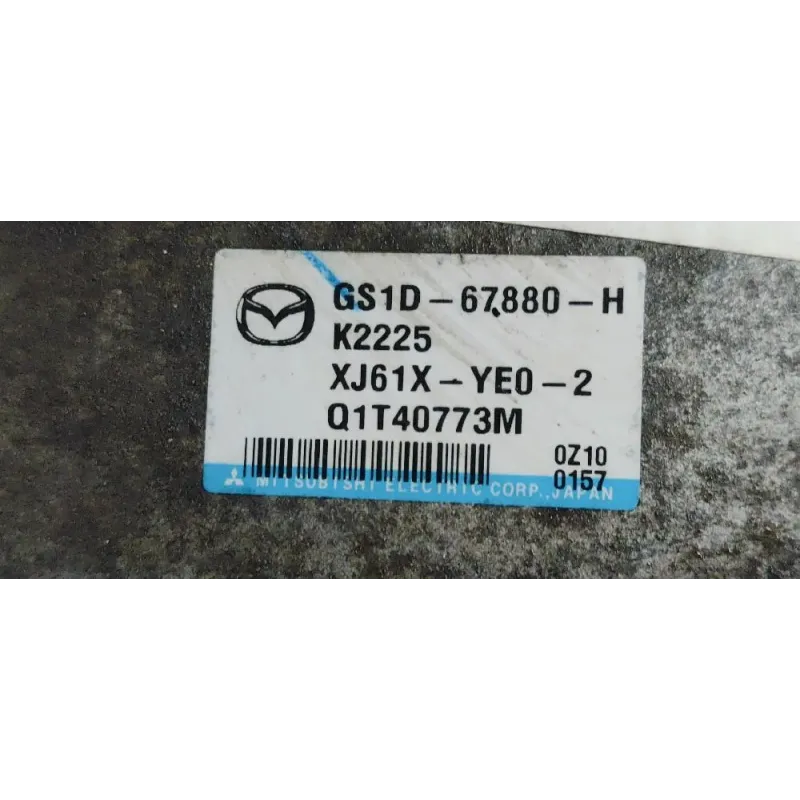 GS1D-67880-H
K2225
XJ61X-YE0-2
Q1T40773M
0Z10
0157
MITSUBISHI ELECTRIC CORP., JAPAN